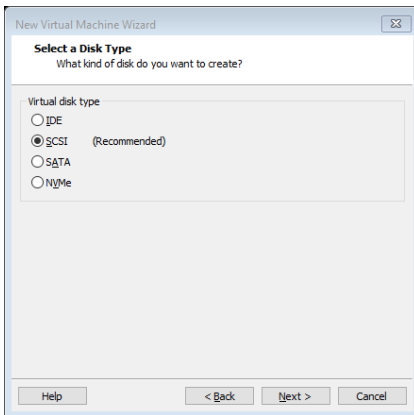 New Virtual Machine Wizard
Select a Disk Type
What kind of disk do you want to create?
Virtual disk type
IDE
SCSI (Recommended)
SATA
NVMe
Help < Back Next > Cancel